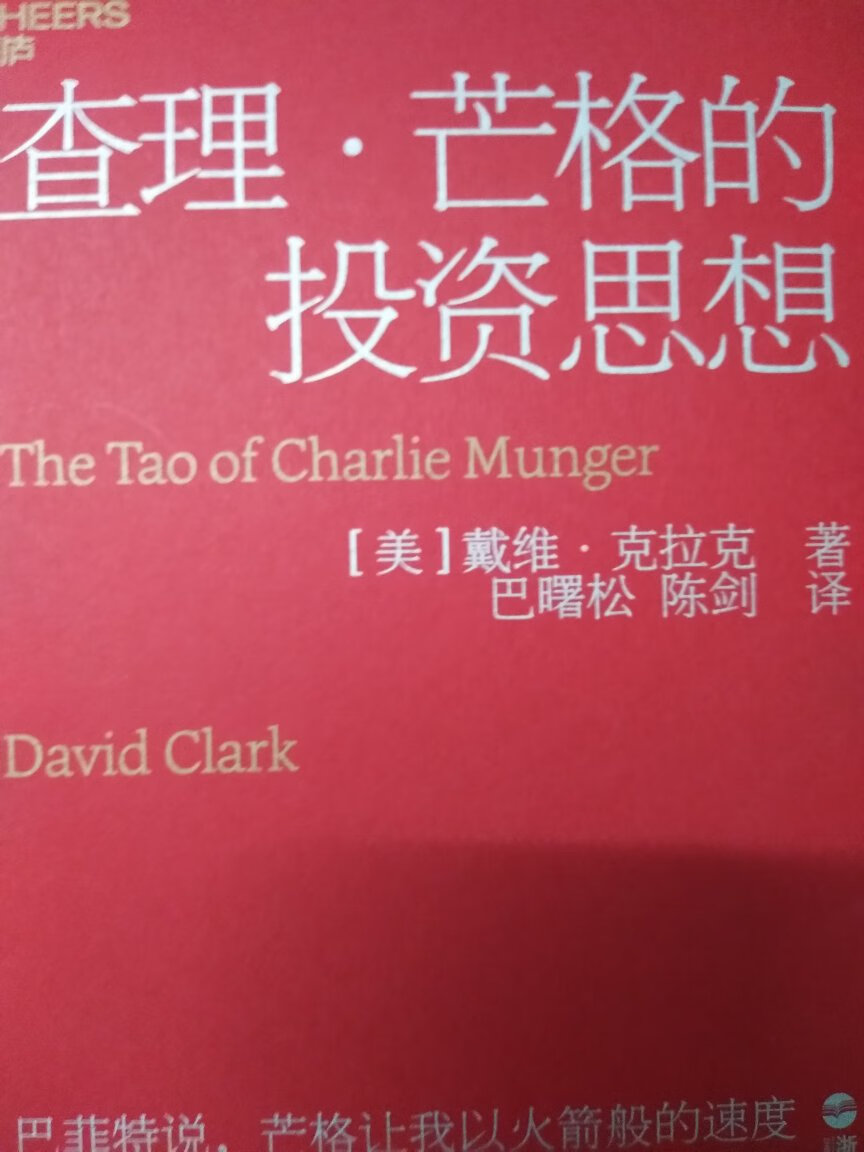 HEERS
庐
查理·芒格的
投资思想
The Tao of Charlie Munger
[美]戴维·克拉克 著
巴曙松 陈剑 译
David Clark
巴菲特说，芒格让我以火箭般的速度
浙